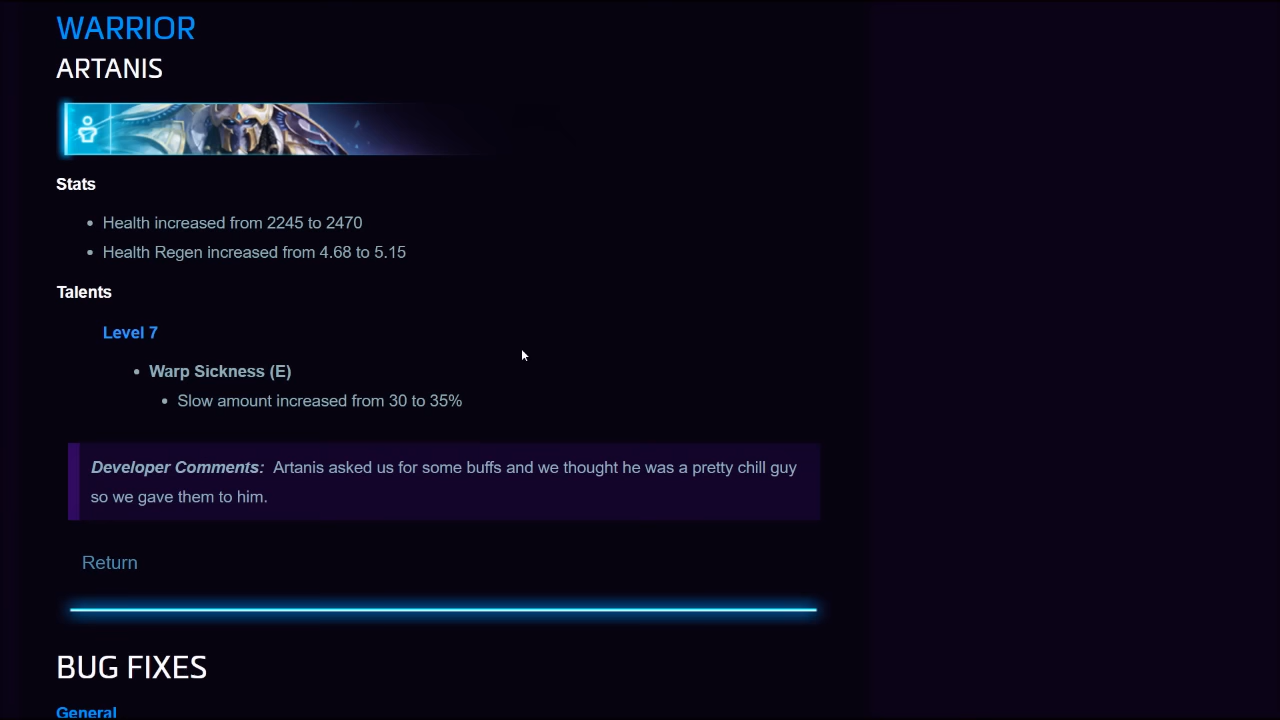 WARRIOR
ARTANIS
Stats
Health increased from 2245 to 2470
Health Regen increased from 4.68 to 5.15
Talents
Level 7
Warp Sickness (E)
Slow amount increased from 30 to 35%
Developer Comments: Artanis asked us for some buffs and we thought he was a pretty chill guy
so we gave them to him.
Return
BUG FIXES
General